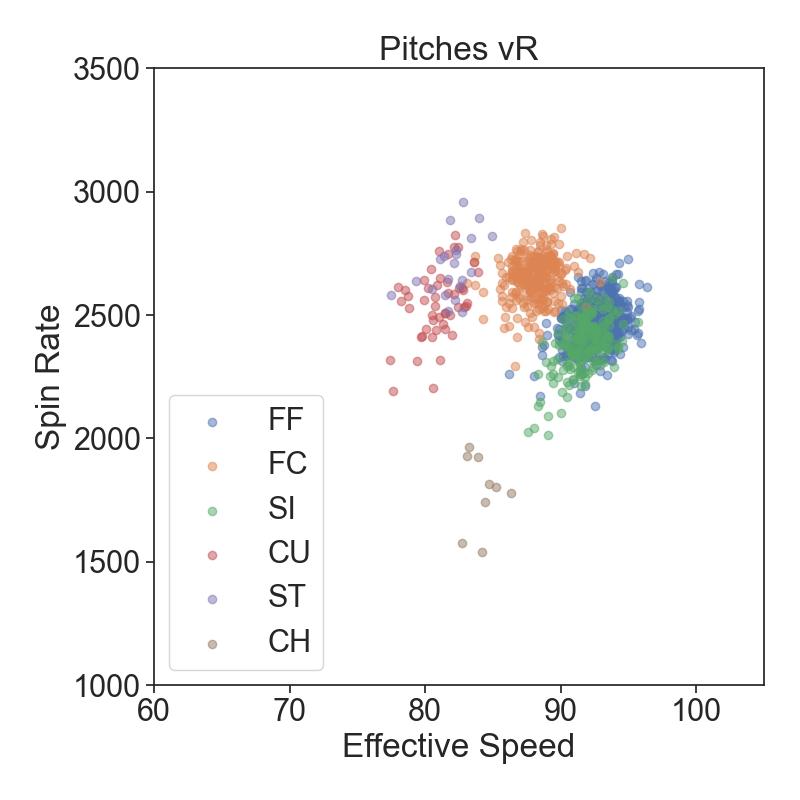 Pitches vR
3500
3000
2500
2000
1500
1000
Spin Rate
FF
FC
SI
CU
ST
CH
60
70
80
90
100
Effective Speed